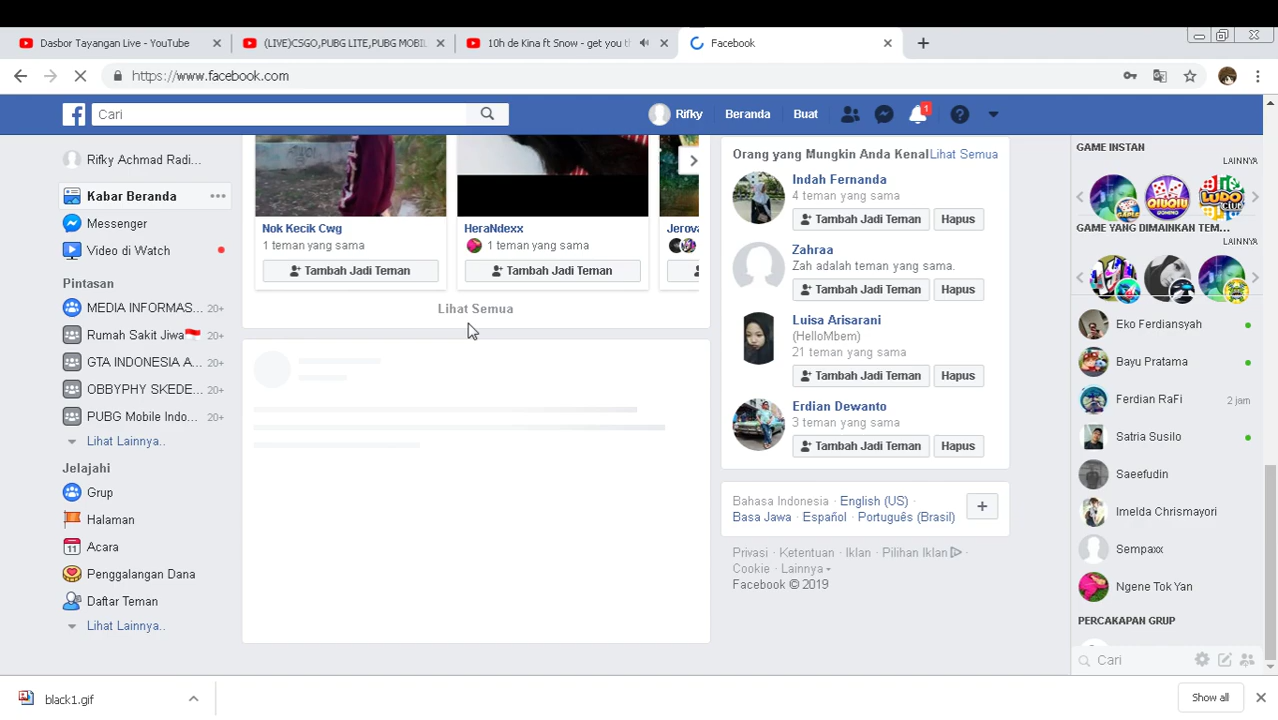 Dasbor Tayangan Live - YouTube
(LIVE)CSGO,PUBG LITE,PUBG MOBIL
10h de Kina ft Snow - get you th
Facebook
https://www.facebook.com
Cari
Rifky
Beranda
Buat
1
Rifky Achmad Radi...
Kabar Beranda
Messenger
Video di Watch
Pintasan
MEDIA INFORMAS... 20+
Rumah Sakit Jiwa 20+
GTA INDONESIA A... 20+
OBBYPHY SKEDE... 20+
PUBG Mobile Indo... 20+
Lihat Lainnya..
Jelajahi
Grup
Halaman
11 Acara
Penggalangan Dana
Daftar Teman
Lihat Lainnya..
Nok Kecik Cwg
1 teman yang sama
Tambah Jadi Teman
HeraNdexx
1 teman yang sama
Tambah Jadi Teman
Jerova
Lihat Semua
Orang yang Mungkin Anda Kenal Lihat Semua
Indah Fernanda
4 teman yang sama
Tambah Jadi Teman Hapus
Zahraa
Zah adalah teman yang sama.
Tambah Jadi Teman Hapus
Luisa Arisarani
(HelloMbem)
21 teman yang sama
Tambah Jadi Teman Hapus
Erdian Dewanto
3 teman yang sama
Tambah Jadi Teman Hapus
Bahasa Indonesia · English (US) ·
Basa Jawa · Español · Português (Brasil)
Privasi · Ketentuan · Iklan · Pilihan Iklan ·
Cookie · Lainnya
Facebook © 2019
GAME INSTAN
LAINNYA
GAPLE
QIUQIU
DOMINO
LUDO
CLUB
GAME YANG DIMAINKAN TEM...
LAINNYA
Eko Ferdiansyah
Bayu Pratama
Ferdian RaFi 2 jam
Satria Susilo
Saeefudin
Imelda Chrismayori
Sempaxx
Ngene Tok Yan
PERCAKAPAN GRUP
Cari
black1.gif
Show all